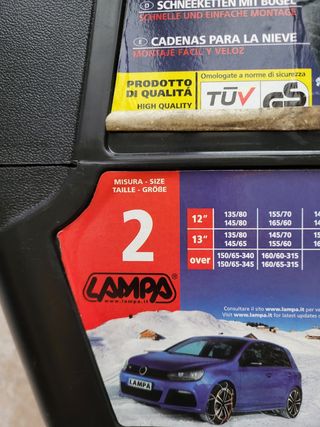 D SCHNEEKETTEN MIT BÜGEL
SCHNELLE UND EINFACHE MONTAGE
E CADENAS PARA LA NIEVE
MONTAJE FÁCIL Y VELOZ
PRODOTTO
DI QUALITÀ
HIGH QUALITY
Omologate a norme di sicurezza
TÜV
GS
MISURA - SIZE
TAILLE - GRÖBE
2
LAMPA®
www.lampa.it
12" 135/80 155/70
145/80 165/60
13" 135/80 145/70
145/65 155/60
over 150/65-340 160/60-315
150/65-345 160/65-315
Consultare il sito www.lampa.it per
Visit www.lampa.it for latest updates
LAMPA